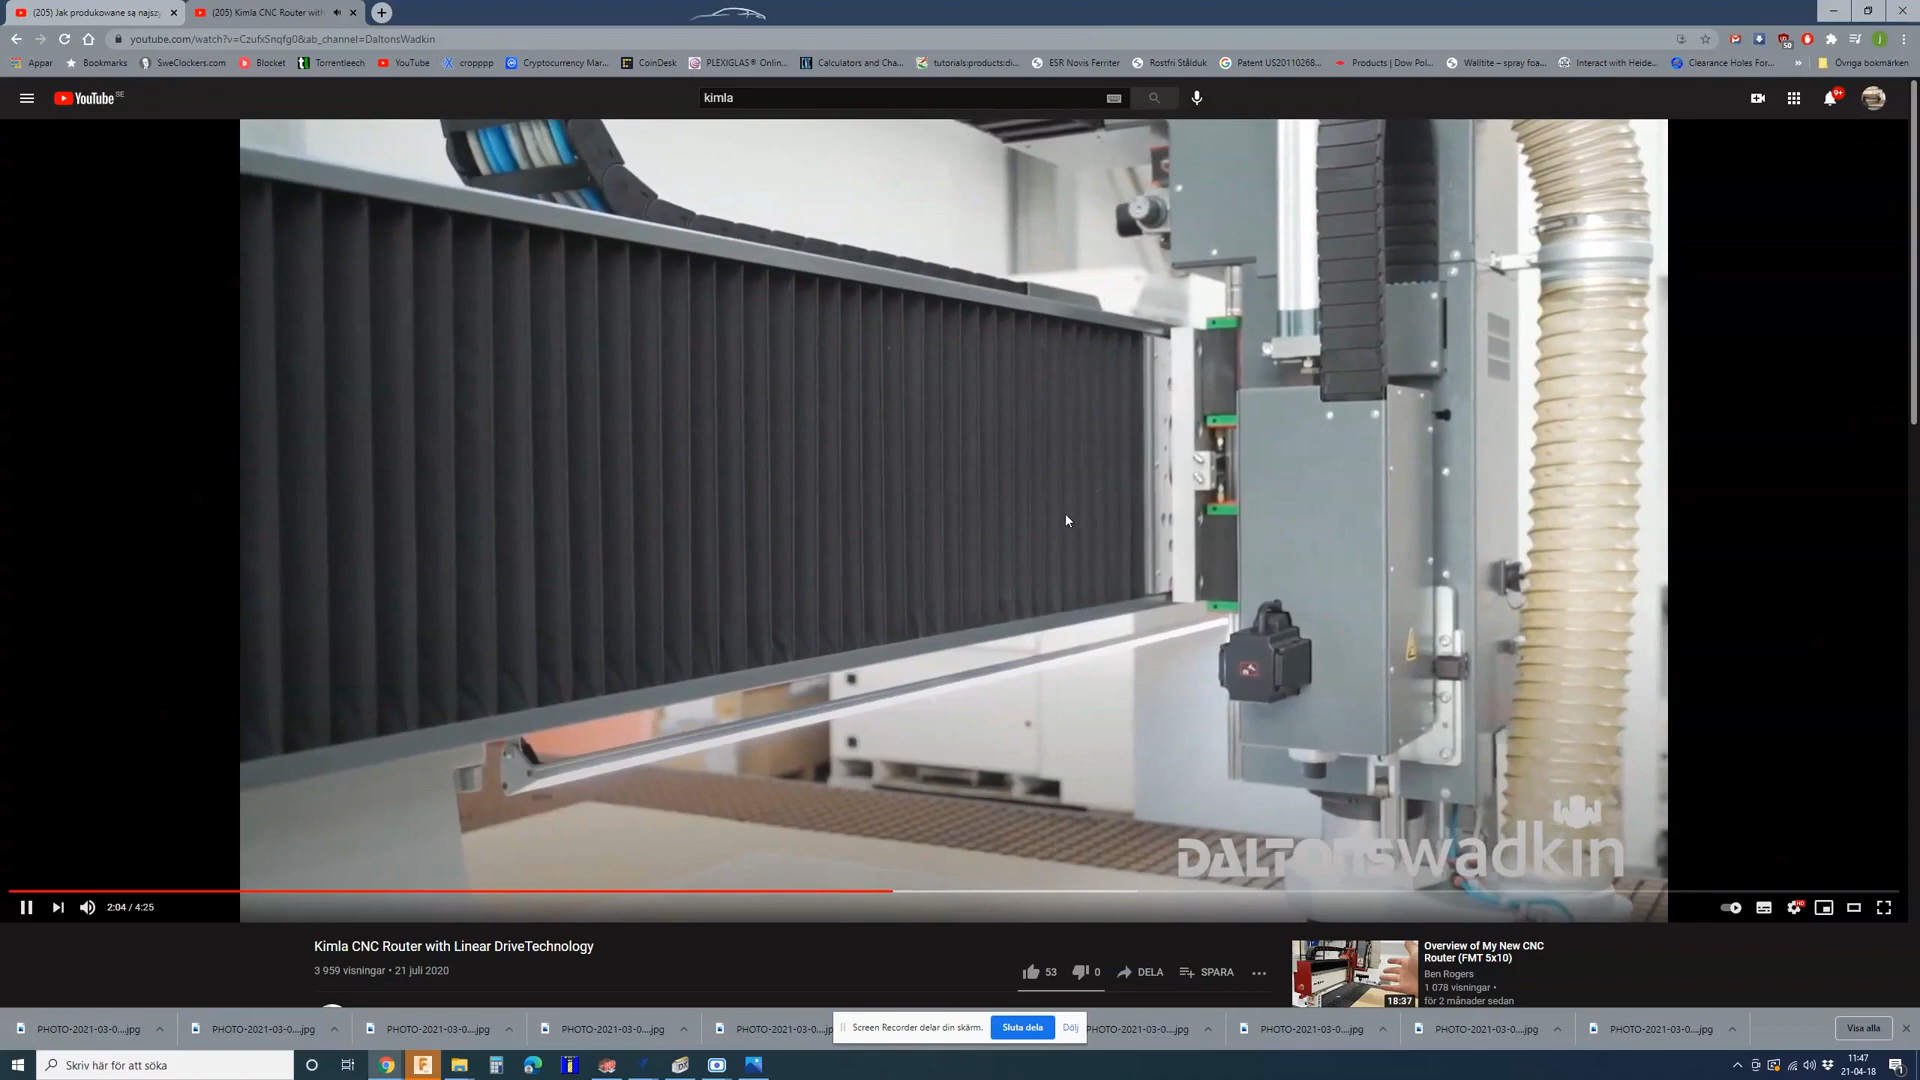 (205) Jak produkowane są najszy
(205) Kimla CNC Router with
youtube.com/watch?v=CzufxSnqfg0&ab_channel=DaltonsWadkin
50
j
Appar
Bookmarks
SweClockers.com
Blocket
Torrentleech
YouTube
cropppp
Cryptocurrency Mar...
CoinDesk
PLEXIGLAS® Onlin...
Calculators and Cha...
tutorials:products:di...
ESR Novis Ferriter
Rostfri Stålduk
Patent US20110268...
Products | Dow Pol...
Walltite – spray foa...
Interact with Heide...
Clearance Holes For...
»
Övriga bokmärken
YouTube SE
kimla
9+
DALTONSwadkin
2:04 / 4:25
HD
Kimla CNC Router with Linear DriveTechnology
3 959 visningar • 21 juli 2020
53
0
DELA
SPARA
Overview of My New CNC
Router (FMT 5x10)
Ben Rogers
1 078 visningar •
för 2 månader sedan
18:37
PHOTO-2021-03-0....jpg
PHOTO-2021-03-0....jpg
PHOTO-2021-03-0....jpg
PHOTO-2021-03-0....jpg
PHOTO-2021-03-0...
Screen Recorder delar din skärm.
Sluta dela
Dölj
PHOTO-2021-03-0....jpg
PHOTO-2021-03-0....jpg
PHOTO-2021-03-0....jpg
PHOTO-2021-03-0....jpg
Visa alla
Skriv här för att söka
11:47
21-04-18
1